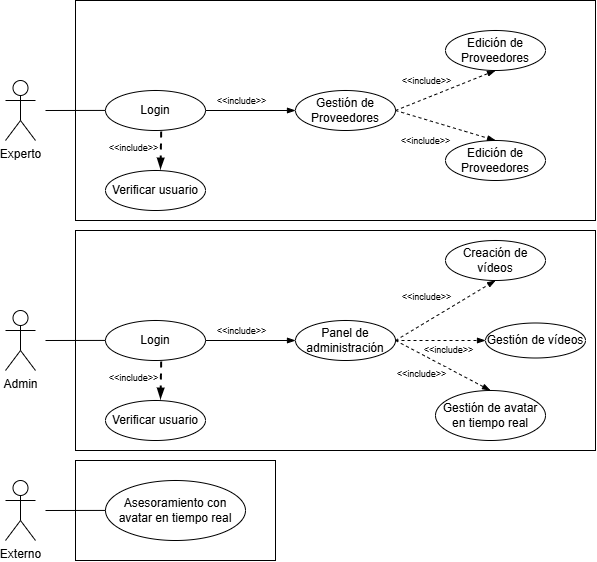 Edición de
Proveedores
<<include>>
Login
<<include>>
Gestión de
Proveedores
<<include>>
<<include>>
Experto
Edición de
Proveedores
Verificar usuario
Creación de
vídeos
<<include>>
Login
<<include>>
Panel de
administración
Gestión de vídeos
<<include>>
<<include>>
<<include>>
Admin
Verificar usuario
Gestión de avatar
en tiempo real
Asesoramiento con
avatar en tiempo real
Externo